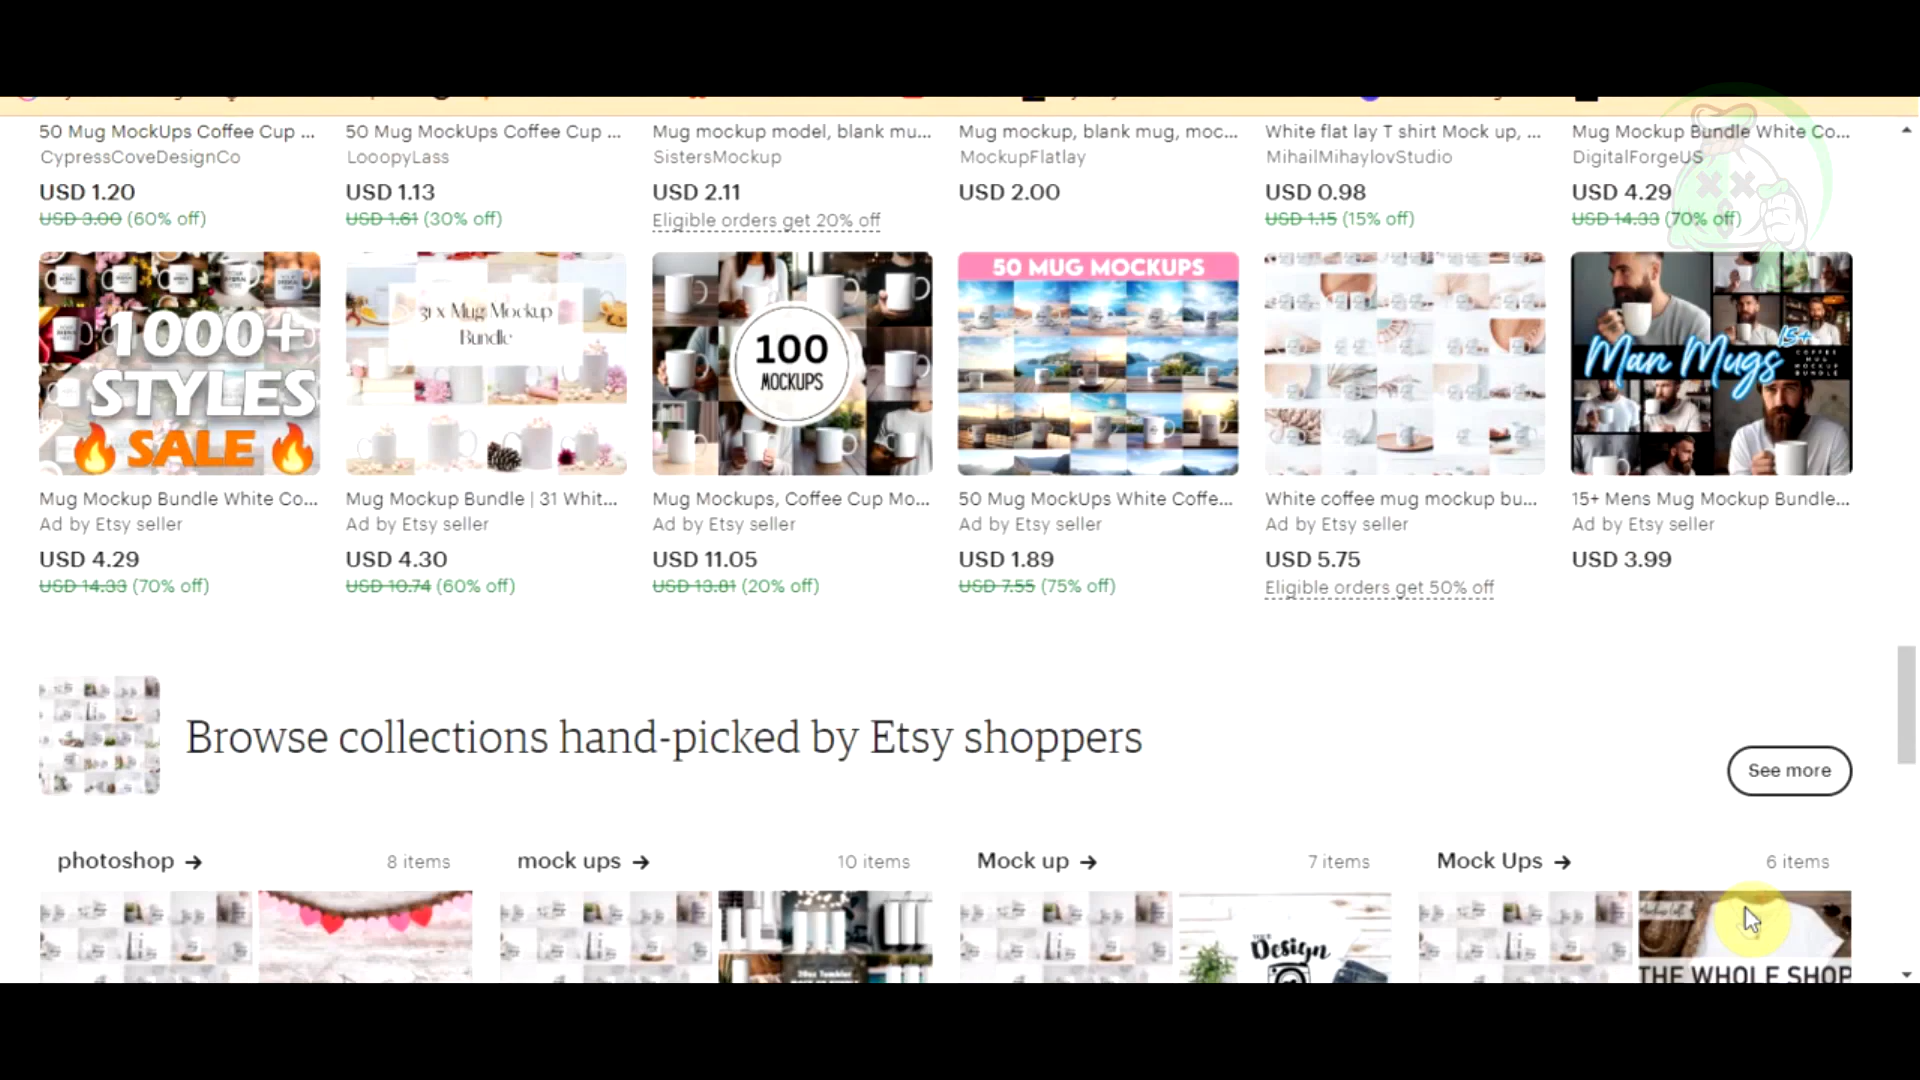 50 Mug MockUps Coffee Cup ...
CypressCoveDesignCo
USD 1.20
USD 3.00 (60% off)
50 Mug MockUps Coffee Cup ...
LooopyLass
USD 1.13
USD 1.61 (30% off)
Mug mockup model, blank mu...
SistersMockup
USD 2.11
Eligible orders get 20% off
Mug mockup, blank mug, moc...
MockupFlatlay
USD 2.00
White flat lay T shirt Mock up, ...
MihailMihaylovStudio
USD 0.98
USD 1.15 (15% off)
Mug Mockup Bundle White Co...
DigitalForgeUS
USD 4.29
USD 14.33 (70% off)
1000+
STYLES
SALE
31 x Mug Mockup
Bundle
100
MOCKUPS
50 MUG MOCKUPS
15+
Man Mugs
COFFEE
MUG
MOCKUP
BUNDLE
Mug Mockup Bundle White Co...
Ad by Etsy seller
USD 4.29
USD 14.33 (70% off)
Mug Mockup Bundle | 31 Whit...
Ad by Etsy seller
USD 4.30
USD 10.74 (60% off)
Mug Mockups, Coffee Cup Mo...
Ad by Etsy seller
USD 11.05
USD 13.81 (20% off)
50 Mug MockUps White Coffe...
Ad by Etsy seller
USD 1.89
USD 7.55 (75% off)
White coffee mug mockup bu...
Ad by Etsy seller
USD 5.75
Eligible orders get 50% off
15+ Mens Mug Mockup Bundle...
Ad by Etsy seller
USD 3.99
Browse collections hand-picked by Etsy shoppers
See more
photoshop →
8 items
mock ups →
10 items
Mock up →
7 items
Mock Ups →
6 items
20oz Tumbler
YOUR
Design
THE WHOLE SHOP